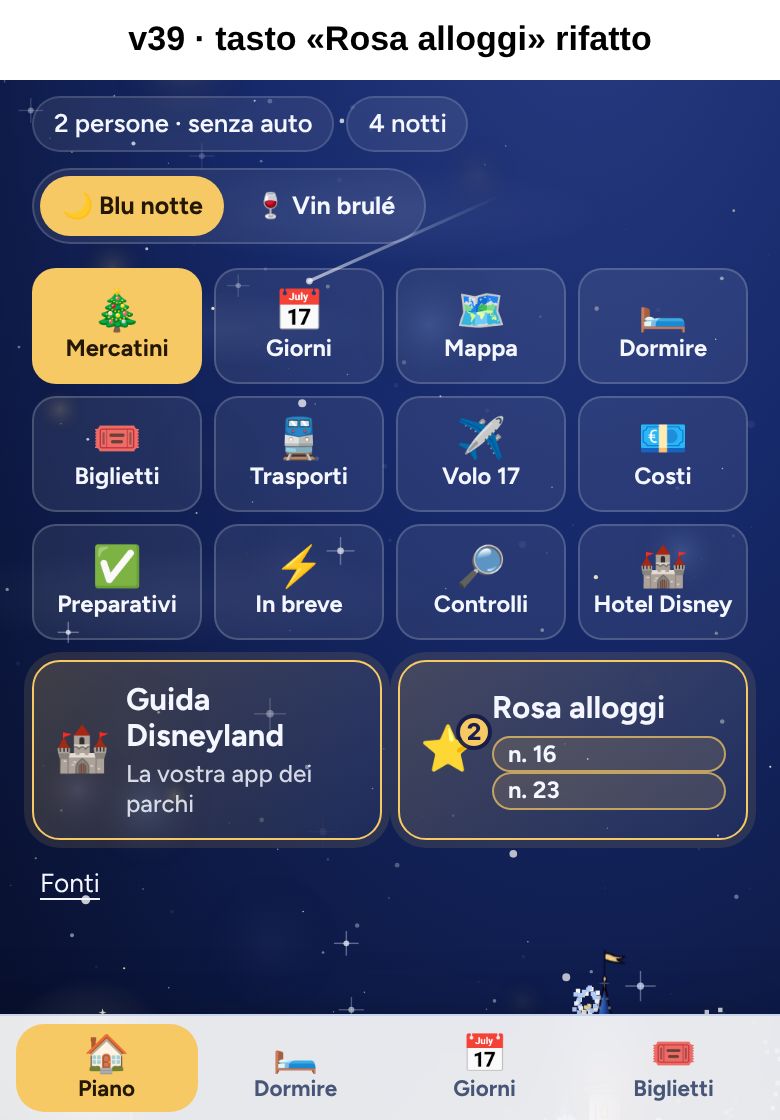 v39 · tasto «Rosa alloggi» rifatto
2 persone · senza auto
4 notti
Blu notte
Vin brulé
Mercatini
July
17
Giorni
Mappa
Dormire
Biglietti
Trasporti
Volo 17
Costi
Preparativi
In breve
Controlli
Hotel Disney
Guida
Disneyland
La vostra app dei
parchi
2
Rosa alloggi
n. 16
n. 23
Fonti
Piano
Dormire
July
17
Giorni
Biglietti